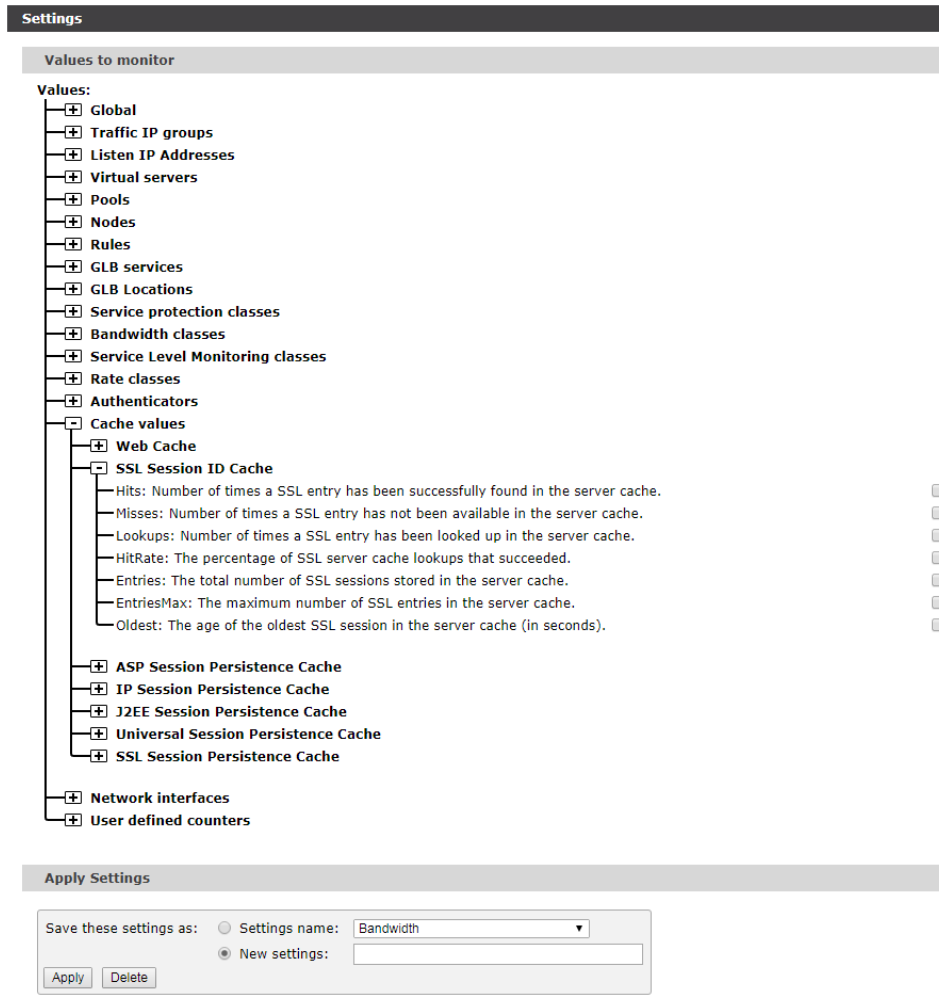 Settings
Values to monitor
Values:
Global
Traffic IP groups
Listen IP Addresses
Virtual servers
Pools
Nodes
Rules
GLB services
GLB Locations
Service protection classes
Bandwidth classes
Service Level Monitoring classes
Rate classes
Authenticators
Cache values
Web Cache
SSL Session ID Cache
Hits: Number of times a SSL entry has been successfully found in the server cache.
Misses: Number of times a SSL entry has not been available in the server cache.
Lookups: Number of times a SSL entry has been looked up in the server cache.
HitRate: The percentage of SSL server cache lookups that succeeded.
Entries: The total number of SSL sessions stored in the server cache.
EntriesMax: The maximum number of SSL entries in the server cache.
Oldest: The age of the oldest SSL session in the server cache (in seconds).
ASP Session Persistence Cache
IP Session Persistence Cache
J2EE Session Persistence Cache
Universal Session Persistence Cache
SSL Session Persistence Cache
Network interfaces
User defined counters
Apply Settings
Save these settings as: Settings name: Bandwidth
New settings:
Apply Delete